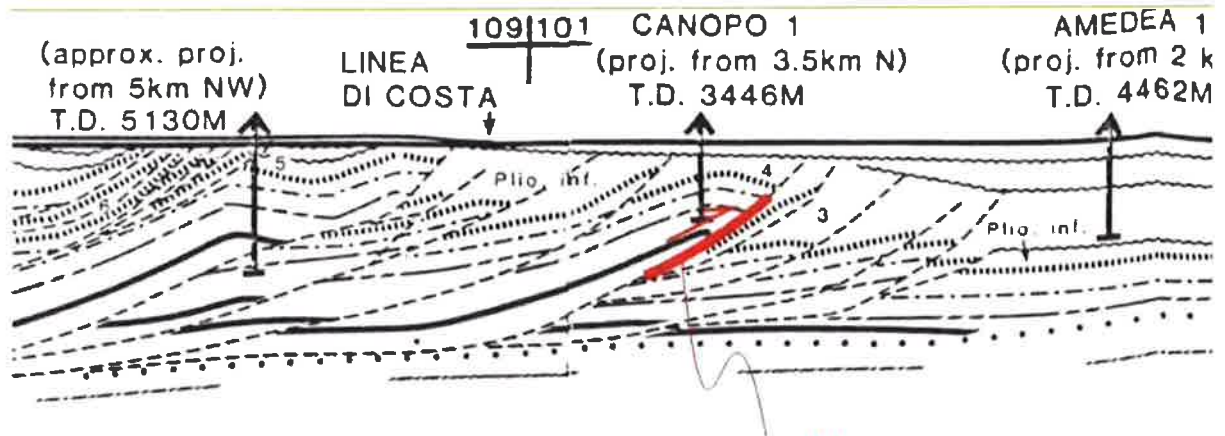 (approx. proj.
from 5km NW)
T.D. 5130M
LINEA
DI COSTA
109|101
CANOPO 1
(proj. from 3.5km N)
T.D. 3446M
AMEDEA 1
(proj. from 2 k
T.D. 4462M
5
6
Plio. inf.
4
3
Plio. inf.